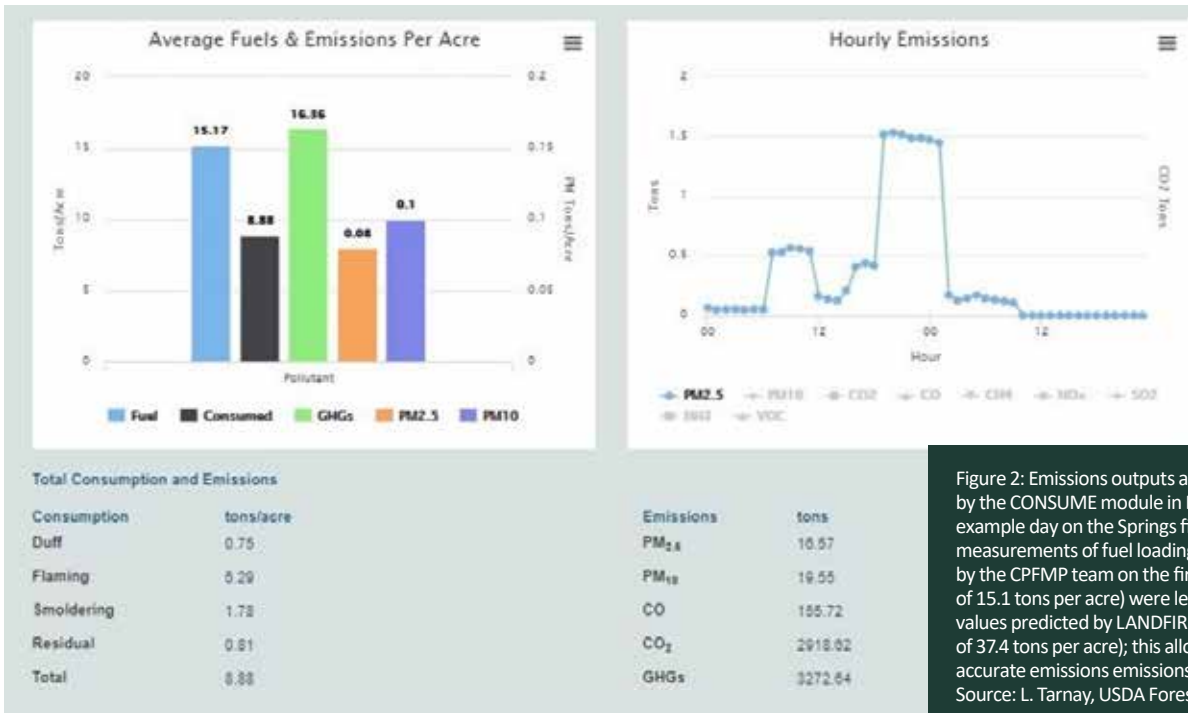 Average Fuels & Emissions Per Acre
20 0.2
16.36
15.17
15 0.15
Tons/Acre
PM Tons/Acre
0.1
10 0.1
8.88
0.08
5 0.05
0 0
Pollutant
Fuel Consumed GHGs PM2.5 PM10
Hourly Emissions
2
1.5
1
0.5
0
Tons
CO2 Tons
00 12 00 12
Hour
PM2.5 PM10 CO2 CO CH4 NOx SO2
NH3 VOC
Total Consumption and Emissions
Consumption tons/acre
Duff 0.75
Flaming 6.29
Smoldering 1.78
Residual 0.81
Total 8.88
Emissions tons
PM2.5 16.57
PM10 19.55
CO
CO2
GHGs 3272.64
Figure 2: Emissions outputs a
by the CONSUME module in
example day on the Springs fi
measurements of fuel loading
by the CPFMP team on the fir
of 15.1 tons per acre) were le
values predicted by LANDFIR
of 37.4 tons per acre); this allo
accurate emissions emissions
Source: L. Tarnay, USDA Fores